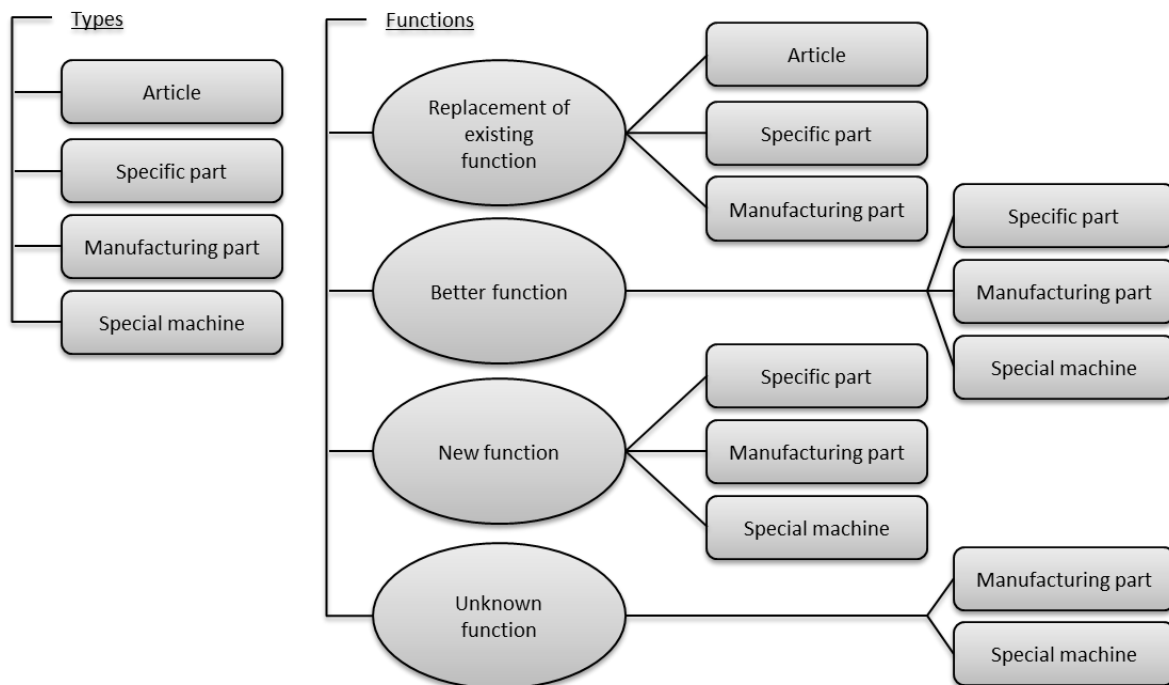 Types
Article
Specific part
Manufacturing part
Special machine
Functions
Replacement of
existing
function
Article
Specific part
Manufacturing part
Better function
Specific part
Manufacturing part
Special machine
New function
Specific part
Manufacturing part
Special machine
Unknown
function
Manufacturing part
Special machine